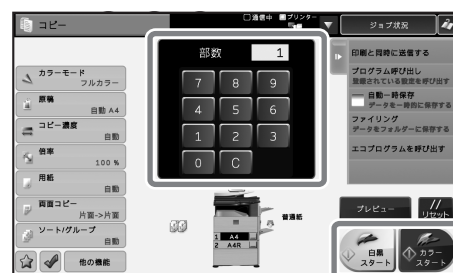 コピー
通信中
プリンター
ジョブ状況
カラーモード
フルカラー
原稿
自動 A4
コピー濃度
自動
倍率
100 %
用紙
自動
両面コピー
片面->片面
ソート/グループ
自動
他の機能
部数 1
7 8 9
4 5 6
1 2 3
0 C
普通紙
1 A4
2 A4R
印刷と同時に送信する
プログラム呼び出し
登録されている設定を呼び出す
自動一時保存
データを一時的に保存する
ファイリング
データをフォルダーに保存する
エコプログラムを呼び出す
プレビュー
リセット
白黒
スタート
カラー
スタート